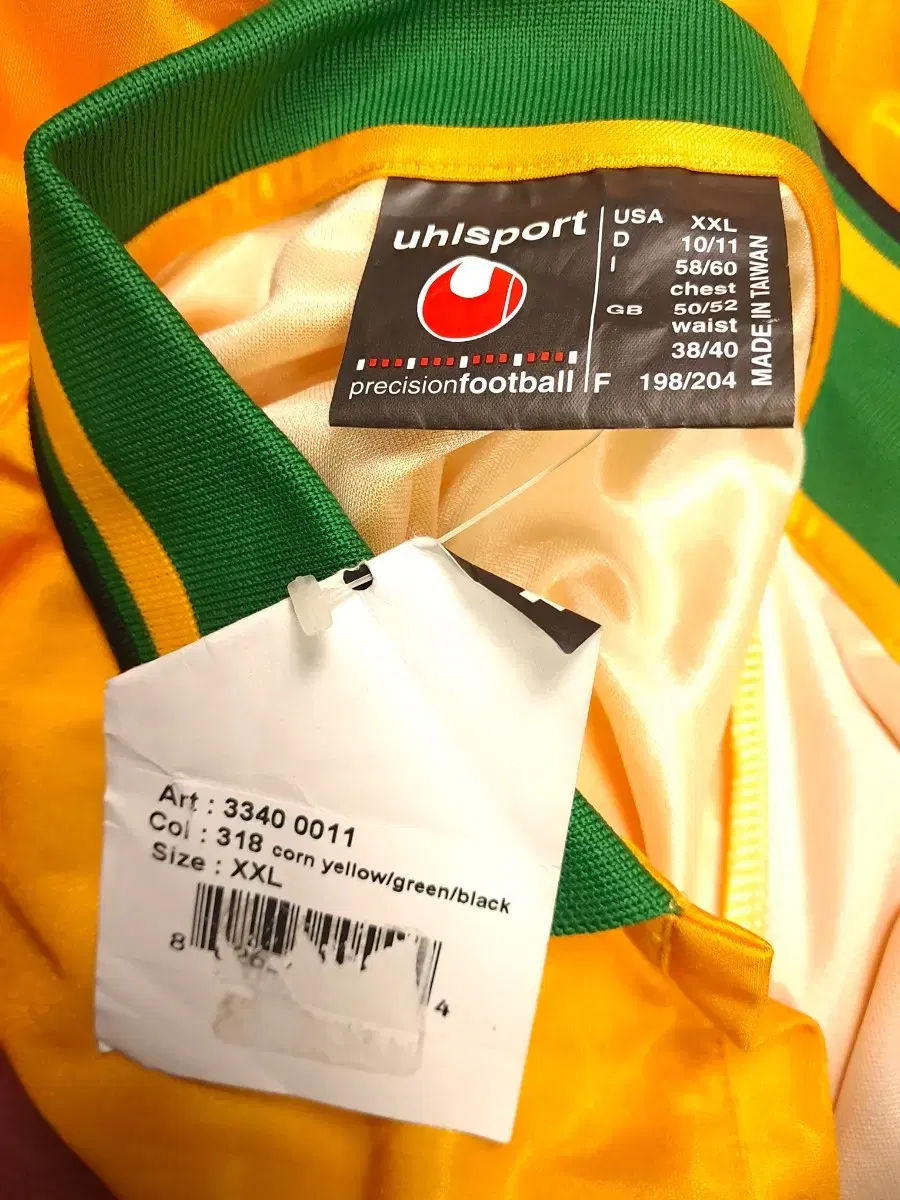 uhlsport
precisionfootball
USA XXL
D 10/11
I 58/60
chest
GB 50/52
waist
38/40
F 198/204
MADE IN TAIWAN
Art : 3340 0011
Col : 318 corn yellow/green/black
Size : XXL
8
4